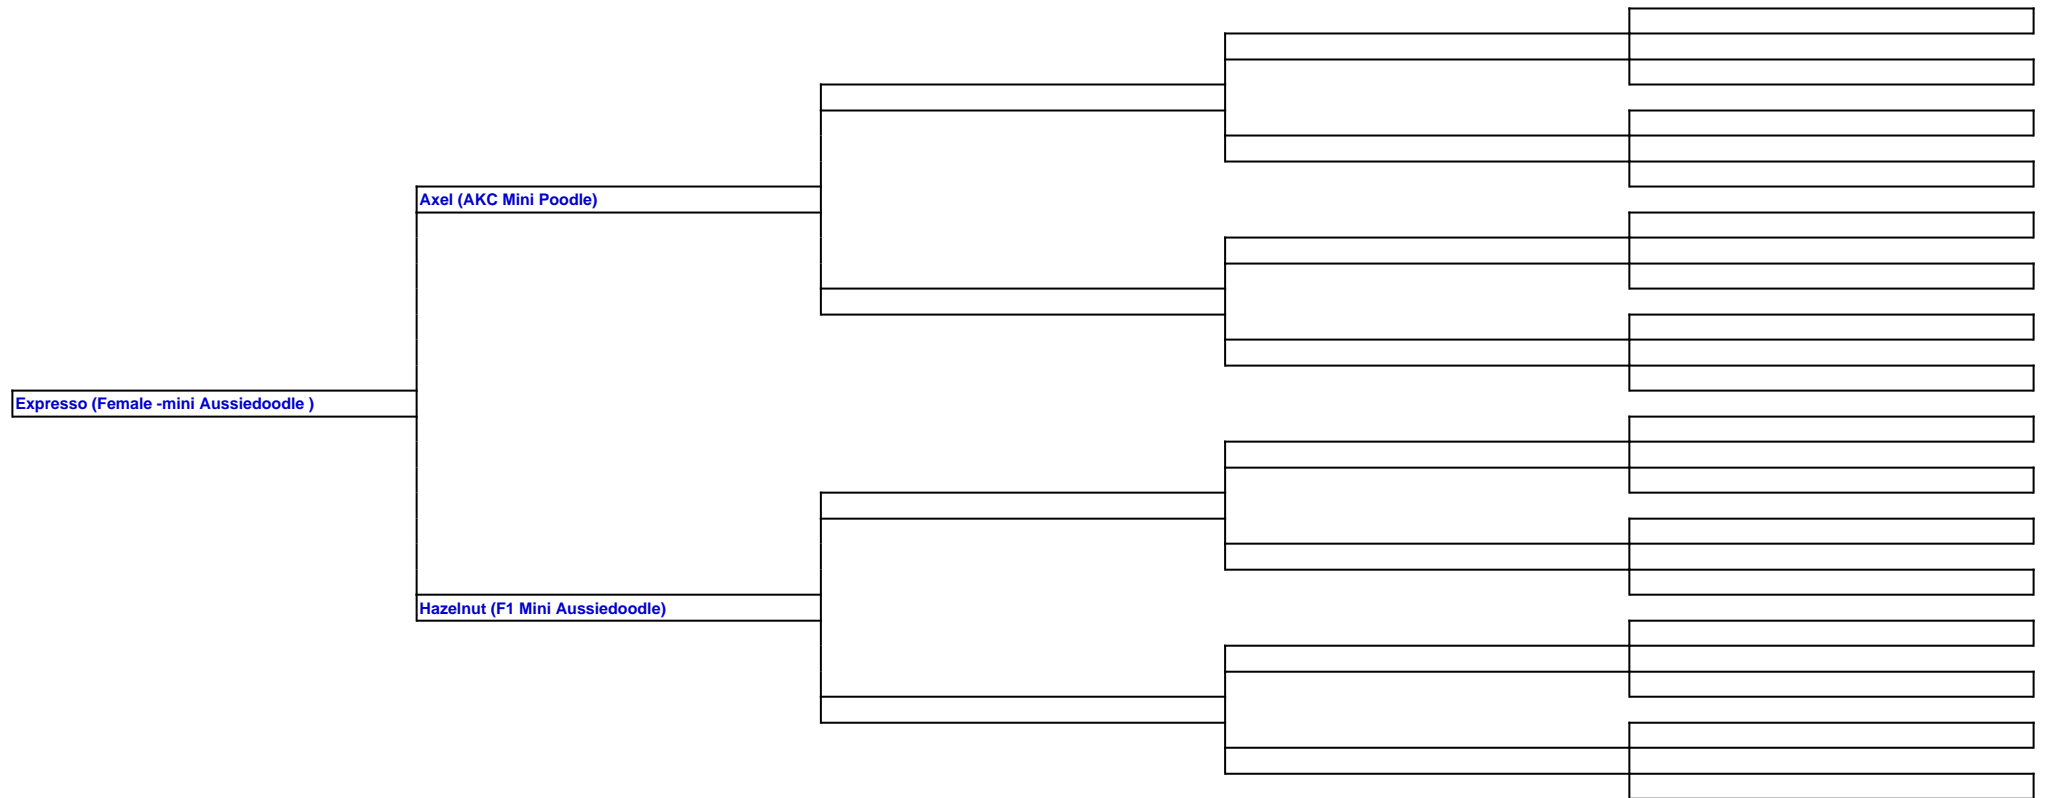 Axel (AKC Mini Poodle)
Expresso (Female -mini Aussiedoodle )
Hazelnut (F1 Mini Aussiedoodle)